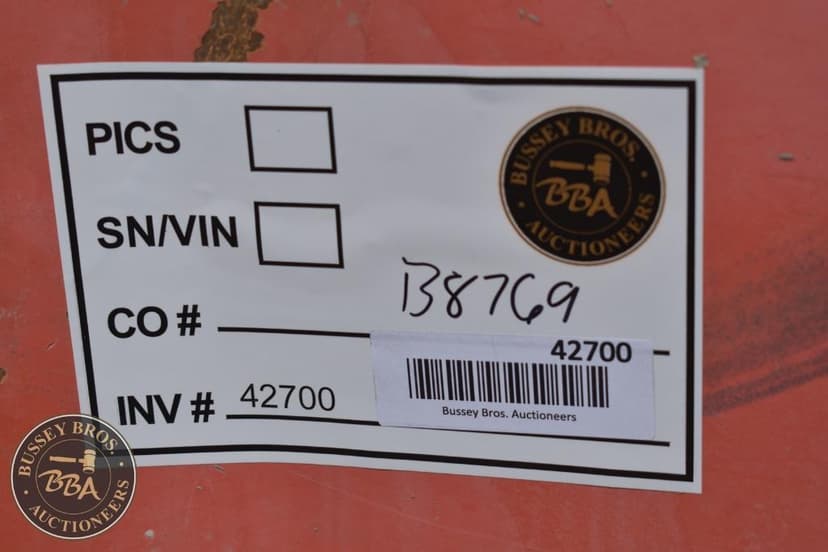 PICS
SN/VIN
BUSSEY BROS.
BBA
AUCTIONEERS
B8769
CO #
42700
INV # 42700
Bussey Bros. Auctioneers
BUSSEY BROS.
BBA
AUCTIONEERS